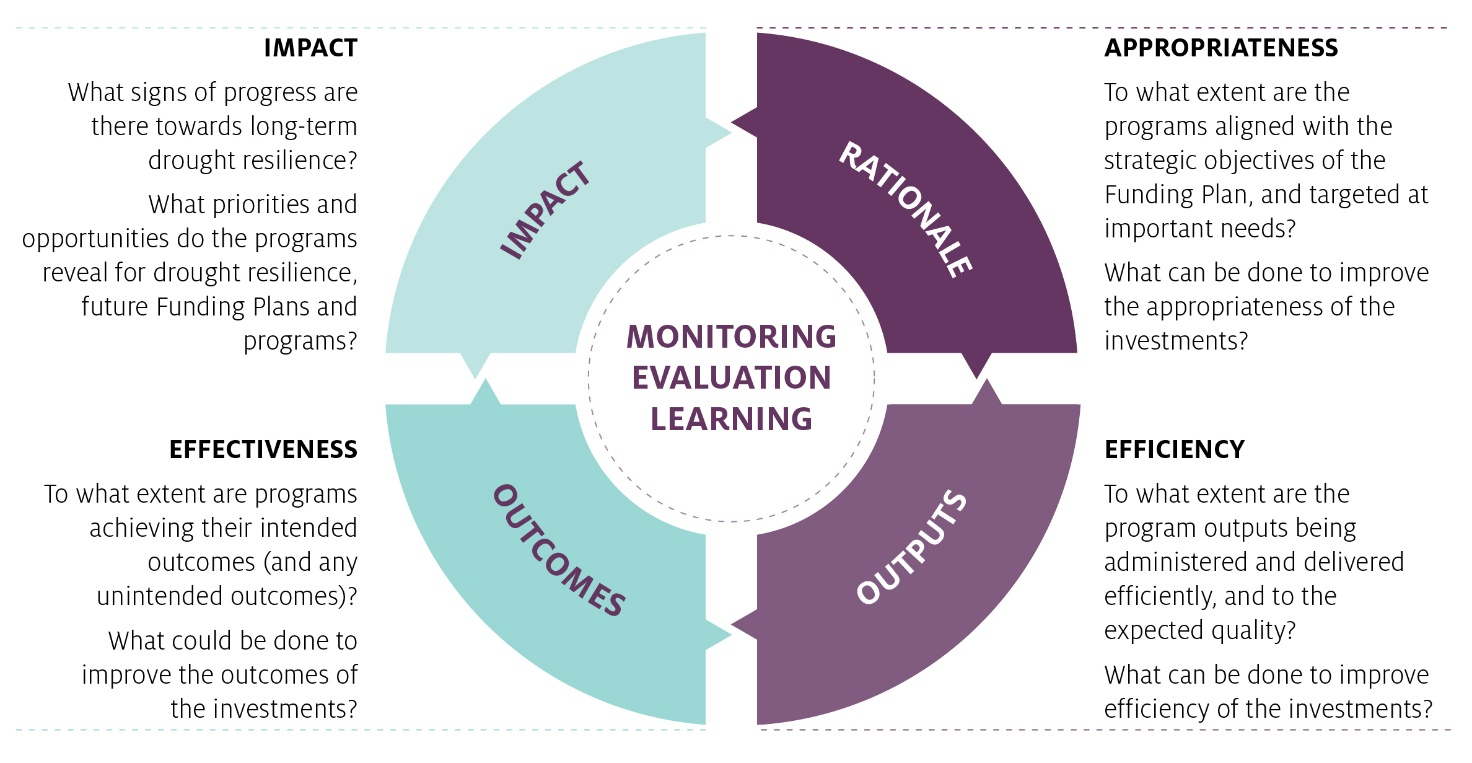 IMPACT
What signs of progress are
there towards long-term
drought resilience?
What priorities and
opportunities do the programs
reveal for drought resilience,
future Funding Plans and
programs?
EFFECTIVENESS
To what extent are programs
achieving their intended
outcomes (and any
unintended outcomes)?
What could be done to
improve the outcomes of
the investments?
IMPACT
RATIONALE
MONITORING
EVALUATION
LEARNING
OUTCOMES
OUTPUTS
APPROPRIATENESS
To what extent are the
programs aligned with the
strategic objectives of the
Funding Plan, and targeted at
important needs?
What can be done to improve
the appropriateness of the
investments?
EFFICIENCY
To what extent are the
program outputs being
administered and delivered
efficiently, and to the
expected quality?
What can be done to improve
efficiency of the investments?